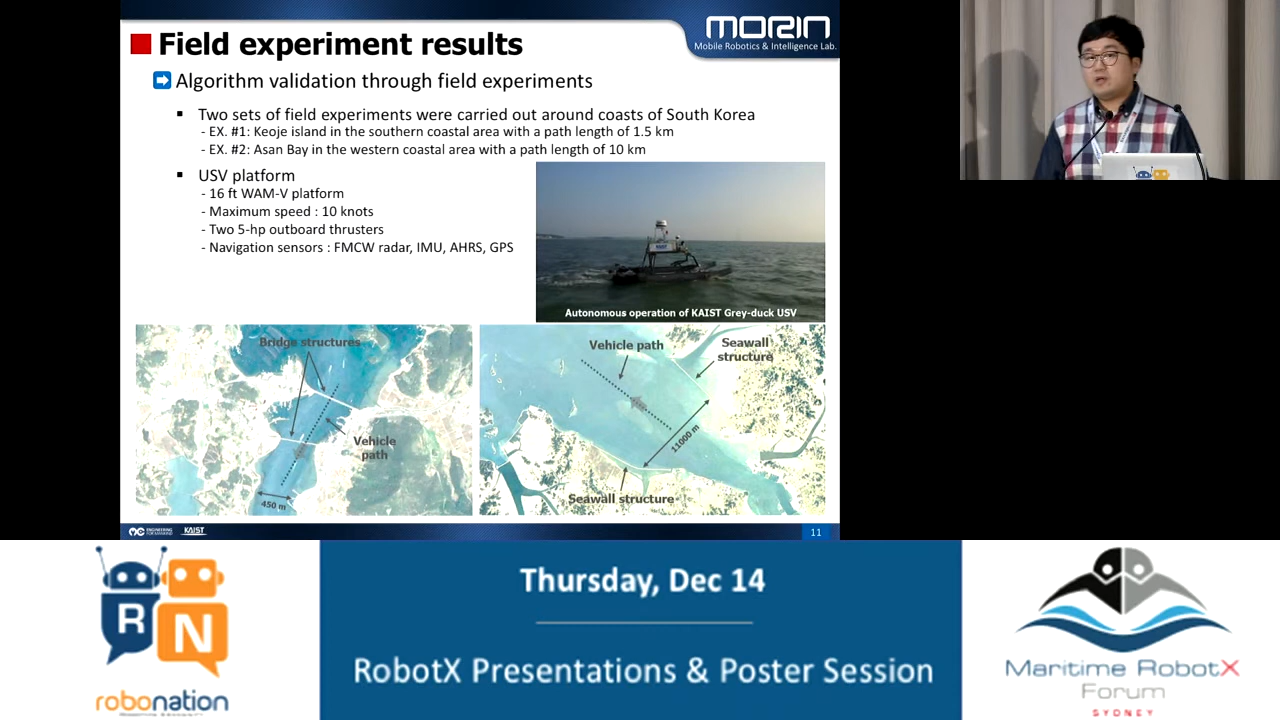 Field experiment results
MORIN
Mobile Robotics & Intelligence Lab.
Algorithm validation through field experiments
▪ Two sets of field experiments were carried out around coasts of South Korea
- EX. #1: Keoje island in the southern coastal area with a path length of 1.5 km
- EX. #2: Asan Bay in the western coastal area with a path length of 10 km
▪ USV platform
- 16 ft WAM-V platform
- Maximum speed : 10 knots
- Two 5-hp outboard thrusters
- Navigation sensors : FMCW radar, IMU, AHRS, GPS
Autonomous operation of KAIST Grey-duck USV
Bridge structures
Vehicle
path
450 m
Vehicle path
Seawall
structure
11000 m
Seawall structure
KAIST
11
RN
robonation
Thursday, Dec 14
RobotX Presentations & Poster Session
Maritime RobotX
Forum
SYDNEY